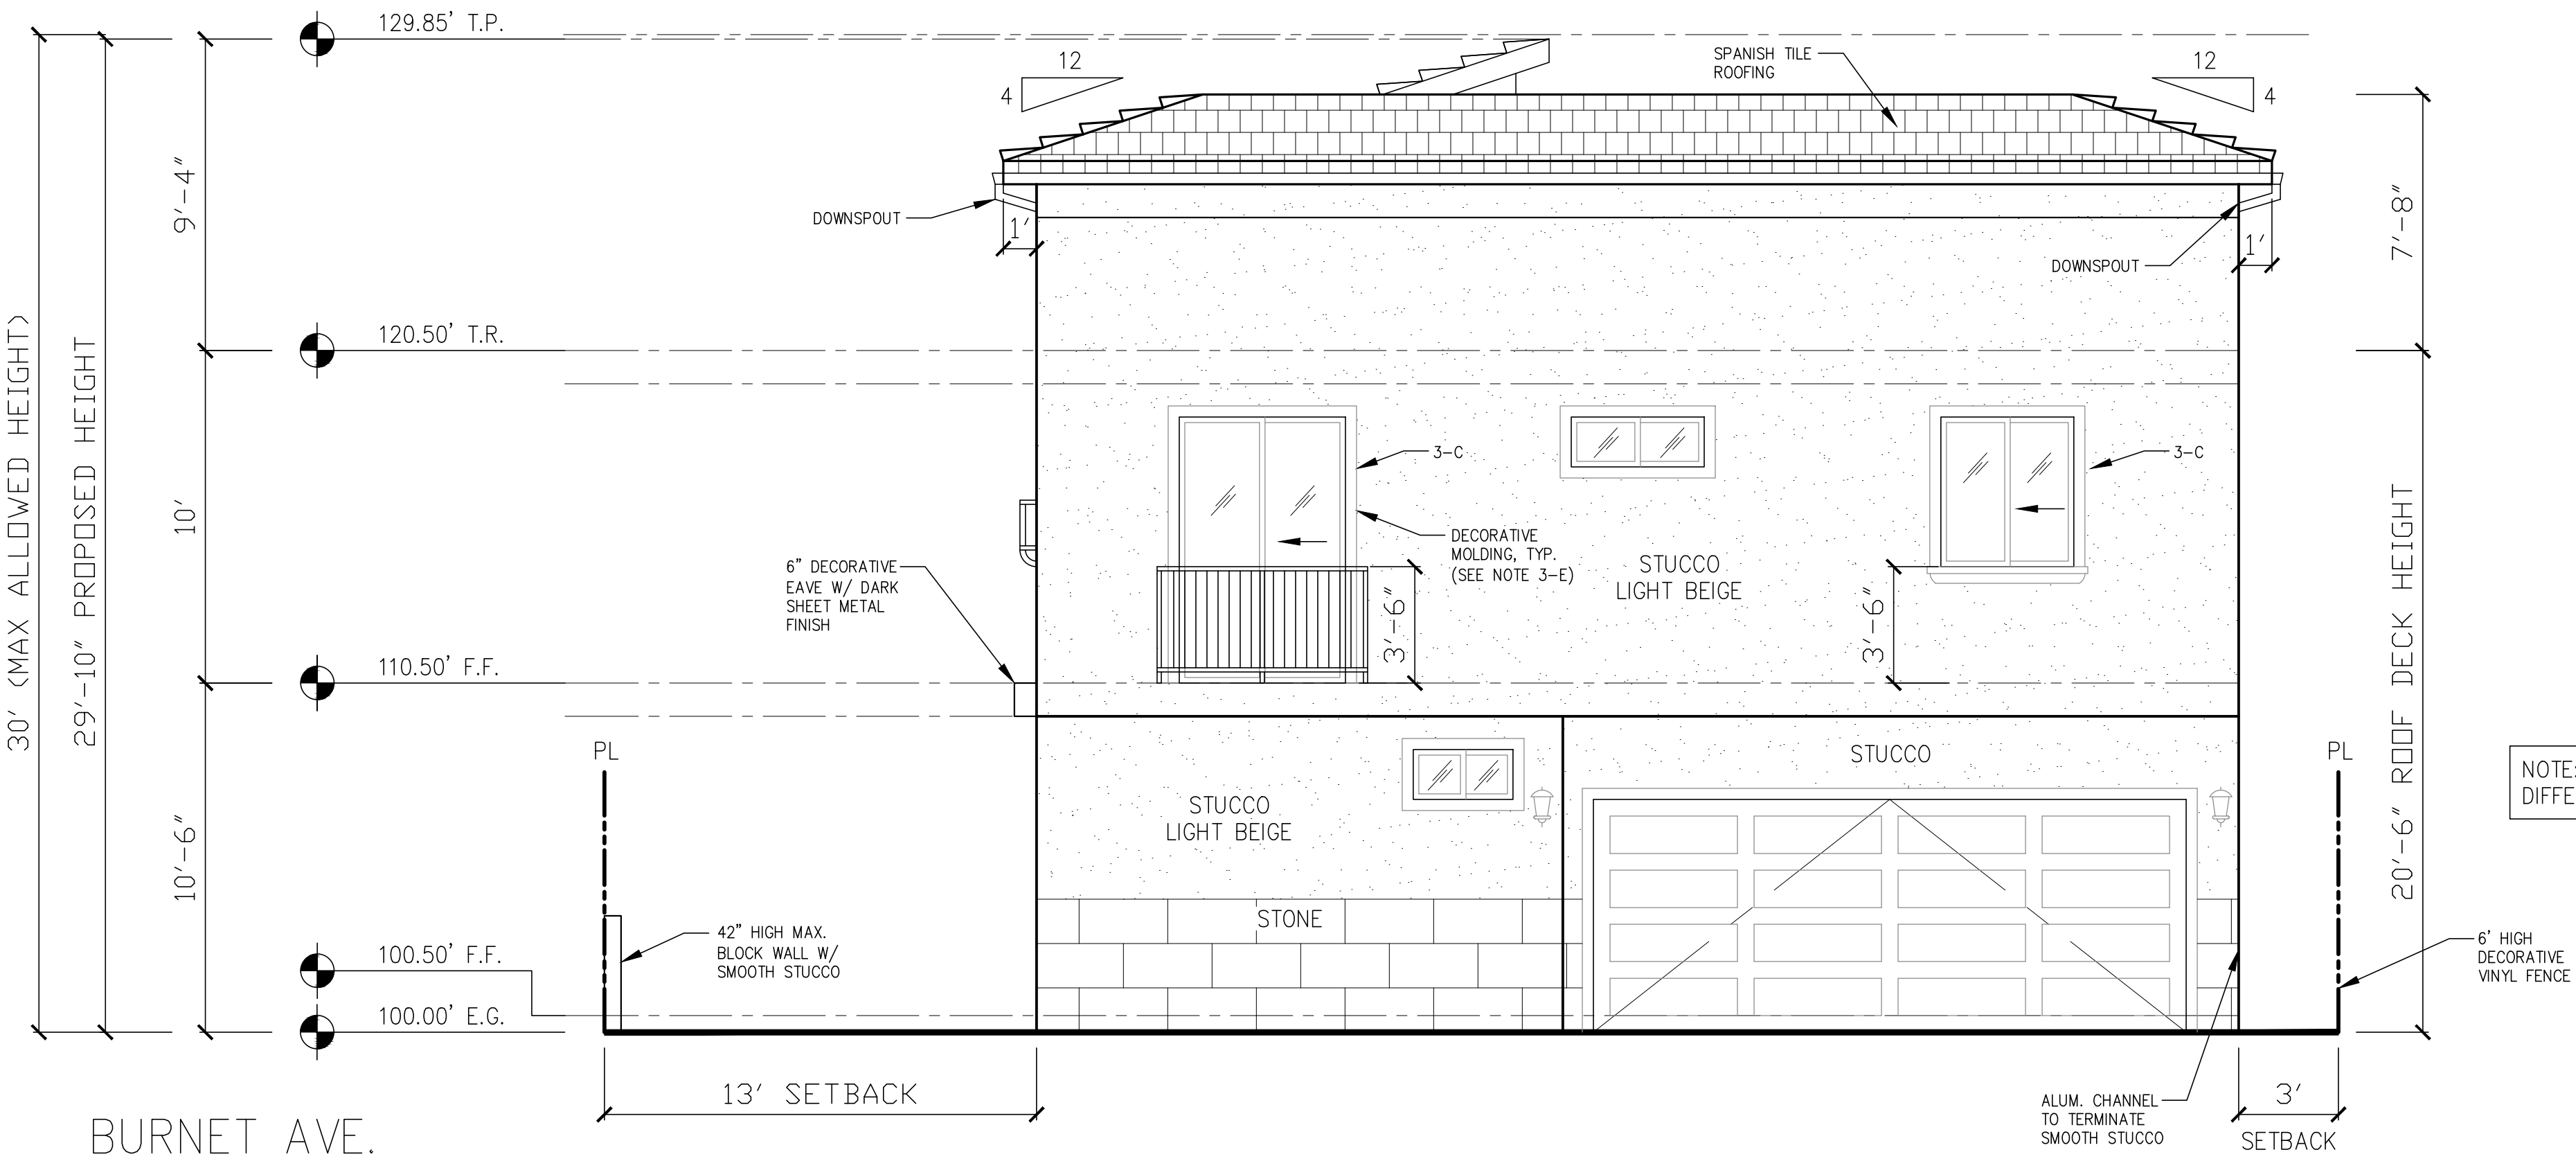 129.85' T.P.
12
4
SPANISH TILE
ROOFING
12
4
9'-4"
DOWNSPOUT
1'
1'
DOWNSPOUT
7'-8"
120.50' T.R.
30' (MAX ALLOWED HEIGHT)
29'-10" PROPOSED HEIGHT
10'
3-C
3-C
DECORATIVE
MOLDING, TYP.
(SEE NOTE 3-E)
STUCCO
LIGHT BEIGE
6" DECORATIVE
EAVE W/ DARK
SHEET METAL
FINISH
3'-6"
3'-6"
20'-6" ROOF DECK HEIGHT
110.50' F.F.
PL
STUCCO
PL
NOTES
DIFFE
STUCCO
LIGHT BEIGE
10'-6"
STONE
42" HIGH MAX.
BLOCK WALL W/
SMOOTH STUCCO
6' HIGH
DECORATIVE
VINYL FENCE
100.50' F.F.
100.00' E.G.
13' SETBACK
ALUM. CHANNEL
TO TERMINATE
SMOOTH STUCCO
3'
SETBACK
BURNET AVE.